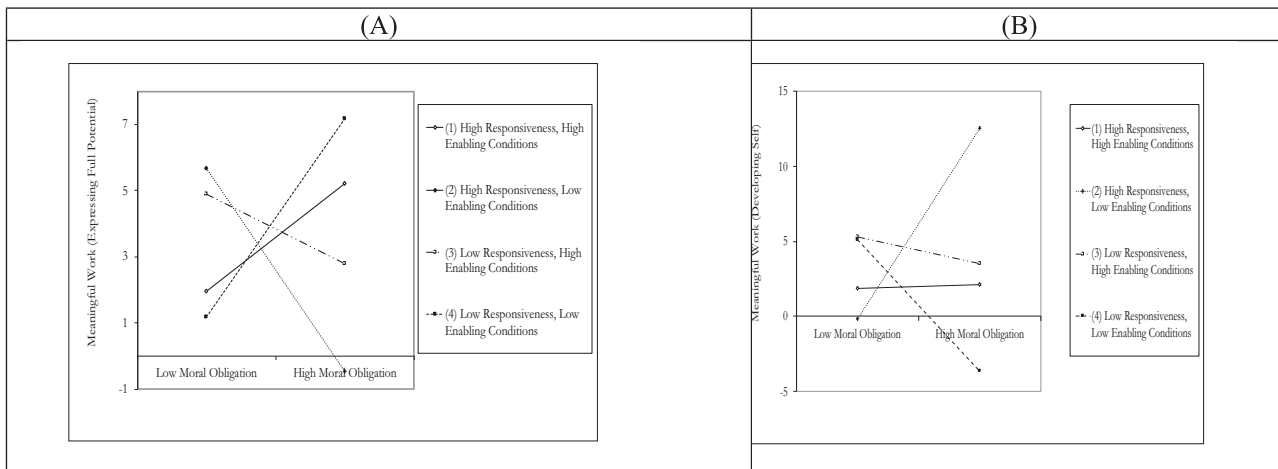 (A)
(B)
Meaningful Work (Expressing Full Potential)
7
5
3
1
-1
Low Moral Obligation
High Moral Obligation
(1) High Responsiveness, High
Enabling Conditions
(2) High Responsiveness, Low
Enabling Conditions
(3) Low Responsiveness, High
Enabling Conditions
(4) Low Responsiveness, Low
Enabling Conditions
Meaningful Work (Developing Self)
15
10
5
0
-5
Low Moral Obligation
High Moral Obligation
(1) High Responsiveness,
High Enabling Conditions
(2) High Responsiveness,
Low Enabling Conditions
(3) Low Responsiveness,
High Enabling Conditions
(4) Low Responsiveness,
Low Enabling Conditions